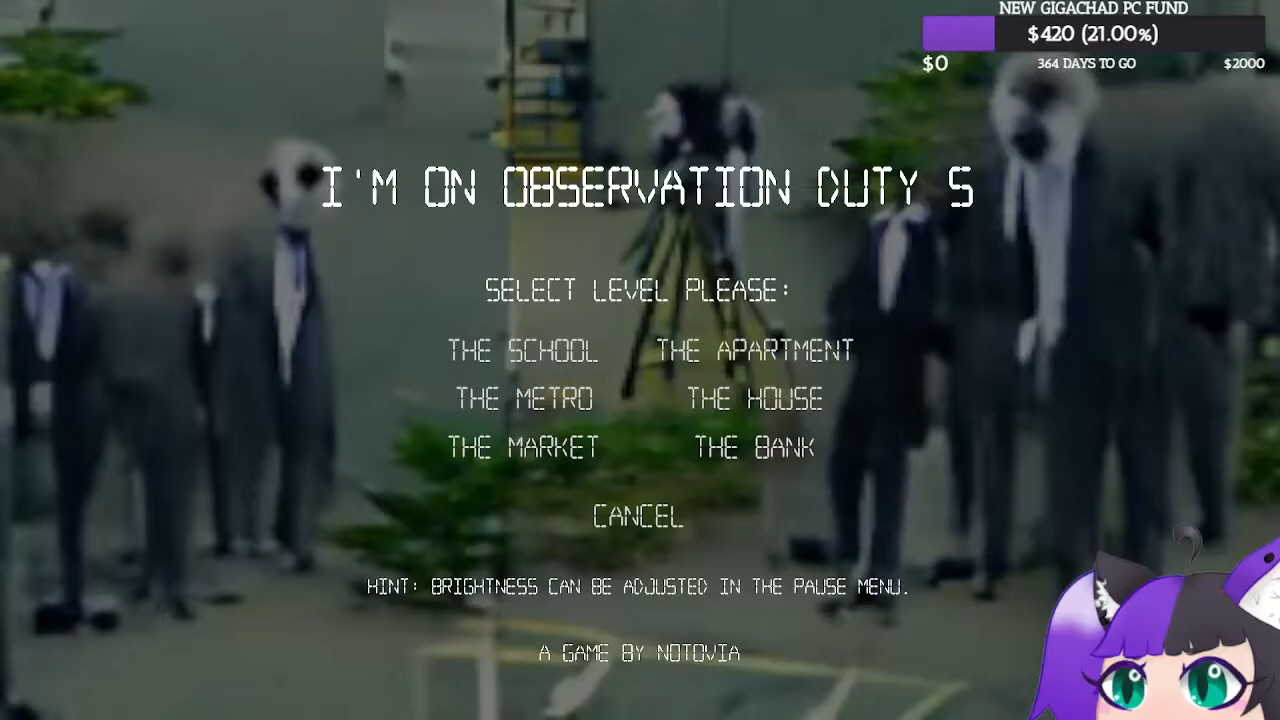 NEW GIGACHAD PC FUND
$420 (21.00%)
$0 364 DAYS TO GO $2000
I'M ON OBSERVATION DUTY 5
SELECT LEVEL PLEASE:
THE SCHOOL THE APARTMENT
THE METRO THE HOUSE
THE MARKET THE BANK
CANCEL
HINT: BRIGHTNESS CAN BE ADJUSTED IN THE PAUSE MENU.
A GAME BY NOTOVIA